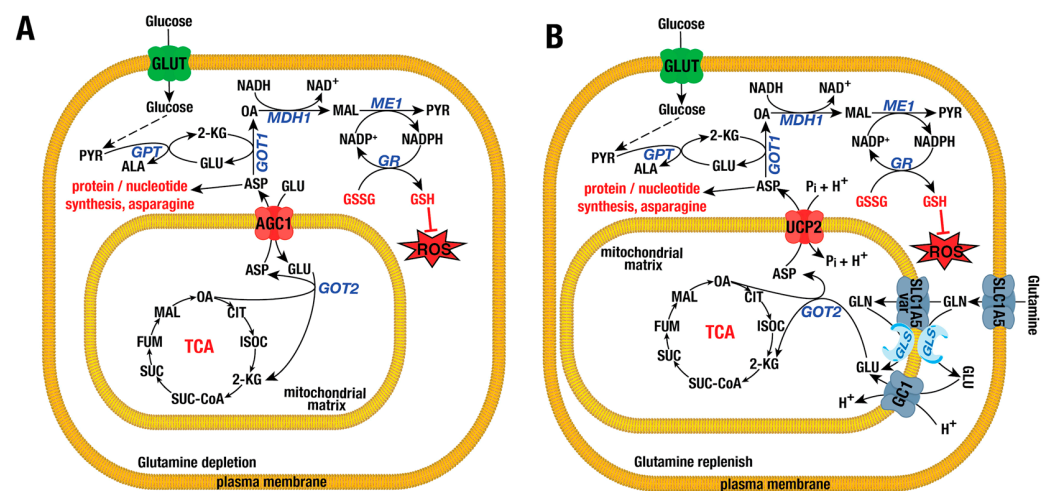 A
Glucose
GLUT
Glucose
NADH
NAD+
OA
MDH1
MAL
ME1
PYR
2-KG
NADP+
NADPH
PYR
GPT
GOT1
GR
ALA
GLU
protein / nucleotide
synthesis, asparagine
ASP
GLU
GSSG
GSH
AGC1
ROS
ASP
GLU
GOT2
OA
MAL
CIT
FUM
TCA
ISOC
SUC
2-KG
SUC-CoA
mitochondrial
matrix
Glutamine depletion
plasma membrane
B
Glucose
GLUT
Glucose
NADH
NAD+
OA
MDH1
MAL
ME1
PYR
2-KG
NADP+
NADPH
PYR
GPT
GOT1
GR
ALA
GLU
protein / nucleotide
synthesis, asparagine
ASP
Pi + H+
GSSG
GSH
UCP2
ROS
mitochondrial
matrix
Pi + H+
ASP
OA
MAL
CIT
GOT2
GLN
SLC1A5
var
GLN
SLC1A5
Glutamine
FUM
TCA
ISOC
GLS
GLS
SUC
2-KG
GLU
GLU
SUC-CoA
GC1
H+
H+
Glutamine replenish
plasma membrane